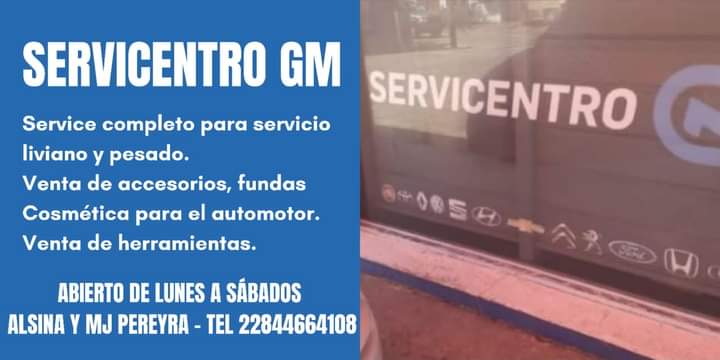 SERVICENTRO GM
Service completo para servicio
liviano y pesado.
Venta de accesorios, fundas
Cosmética para el automotor.
Venta de herramientas.
ABIERTO DE LUNES A SÁBADOS
ALSINA Y MJ PEREYRA - TEL 22844664108
SERVICENTRO
Ford